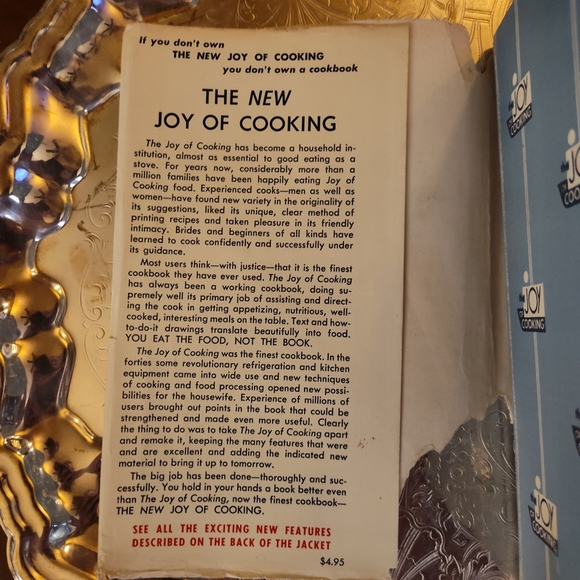 If you don't own
THE NEW JOY OF COOKING
you don't own a cookbook
THE NEW
JOY OF COOKING
The Joy of Cooking has become a household in-
stitution, almost as essential to good eating as a
stove. For years now, considerably more than a
million families have been happily eating Joy of
Cooking food. Experienced cooks—men as well as
women—have found new variety in the originality of
its suggestions, liked its unique, clear method of
printing recipes and taken pleasure in its friendly
intimacy. Brides and beginners of all kinds have
learned to cook confidently and successfully under
its guidance.
Most users think—with justice—that it is the finest
cookbook they have ever used. The Joy of Cooking
has always been a working cookbook, doing su-
premely well its primary job of assisting and direct-
ing the cook in getting appetizing, nutritious, well-
cooked, interesting meals on the table. Text and how-
to-do-it drawings translate beautifully into food.
YOU EAT THE FOOD, NOT THE BOOK.
The Joy of Cooking was the finest cookbook. In the
forties some revolutionary refrigeration and kitchen
equipment came into wide use and new techniques
of cooking and food processing opened new possi-
bilities for the housewife. Experience of millions of
users brought out points in the book that could be
strengthened and made even more useful. Clearly
the thing to do was to take The Joy of Cooking apart
and remake it, keeping the many features that were
and are excellent and adding the indicated new
material to bring it up to tomorrow.
The big job has been done—thoroughly and suc-
cessfully. You hold in your hands a book better even
than The Joy of Cooking, now the finest cookbook—
THE NEW JOY OF COOKING.
SEE ALL THE EXCITING NEW FEATURES
DESCRIBED ON THE BACK OF THE JACKET
$4.95
the
JOY
OF
COOKING
the
JOY
OF
COOKING
the
JOY
OF
COOKING